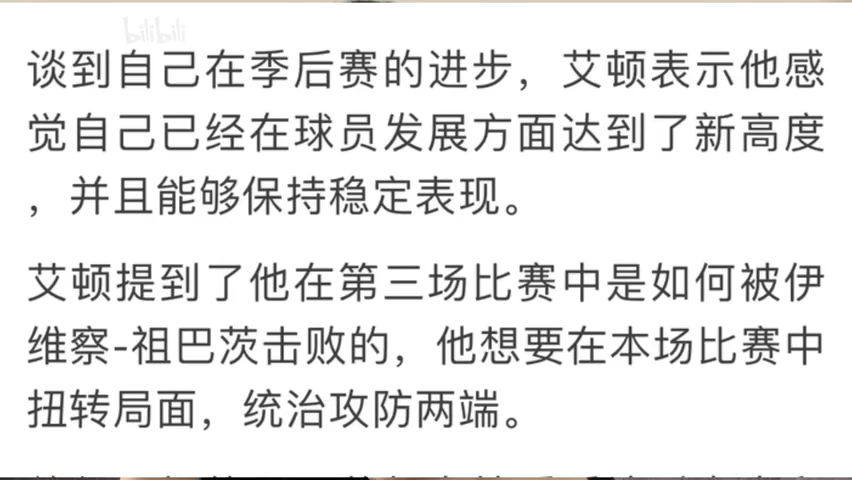 bilibili
谈到自己在季后赛的进步，艾顿表示他感
觉自己已经在球员发展方面达到了新高度
，并且能够保持稳定表现。
艾顿提到了他在第三场比赛中是如何被伊
维察-祖巴茨击败的，他想要在本场比赛中
扭转局面，统治攻防两端。